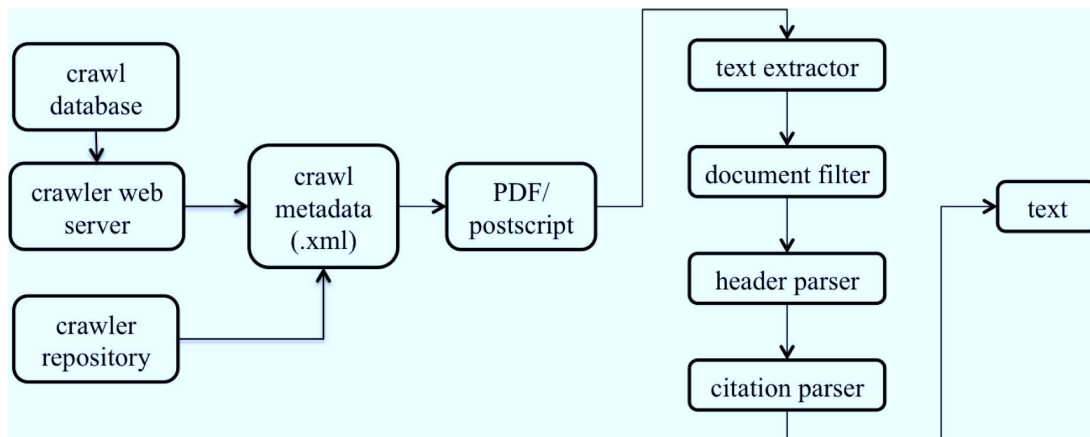 crawl
database
crawler web
server
crawler
repository
crawl
metadata
(.xml)
PDF/
postscript
text extractor
document filter
header parser
citation parser
text